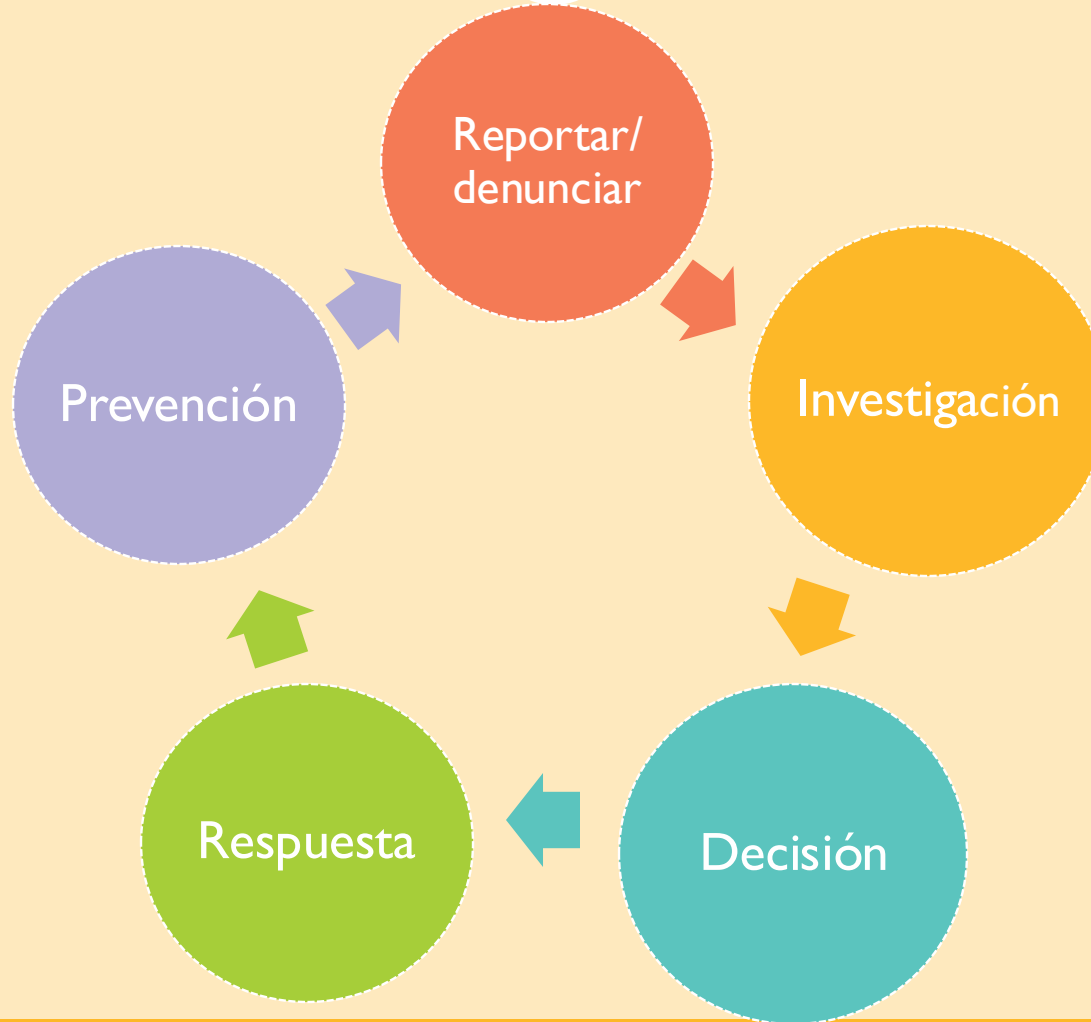 Reportar/
denunciar
Investigación
Decisión
Respuesta
Prevención